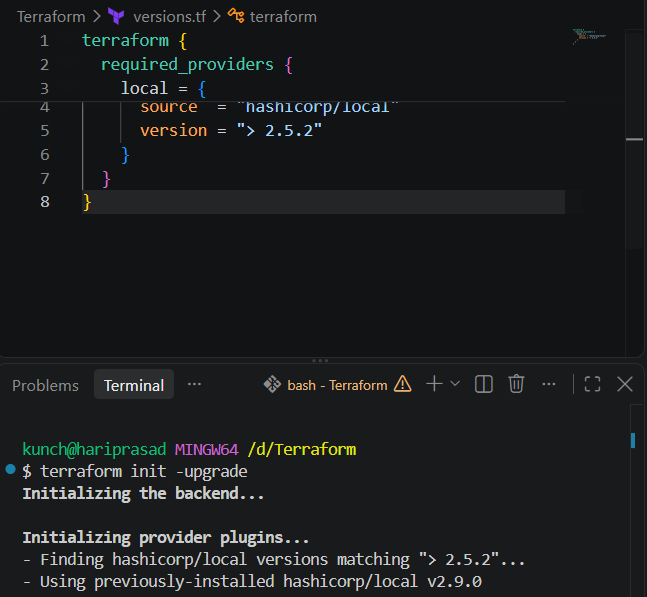 Terraform > versions.tf > terraform
1 terraform {
2 required_providers {
3 local = {
4 source = "hashicorp/local"
5 version = "> 2.5.2"
6 }
7 }
8 }
Problems Terminal ... bash - Terraform ...
kunch@hariprasad MINGW64 /d/Terraform
$ terraform init -upgrade
Initializing the backend...
Initializing provider plugins...
- Finding hashicorp/local versions matching "> 2.5.2"...
- Using previously-installed hashicorp/local v2.9.0